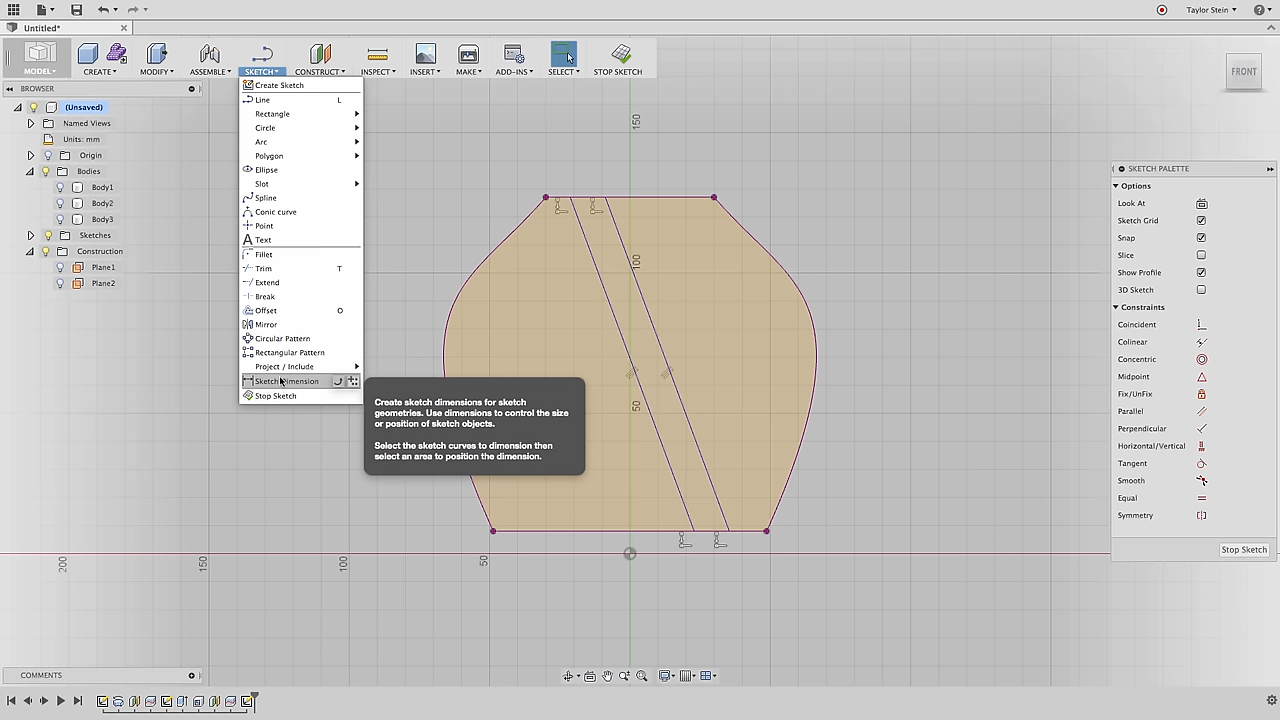 Taylor Stein
Untitled*
MODEL
CREATE
MODIFY
ASSEMBLE
SKETCH
CONSTRUCT
INSPECT
INSERT
MAKE
ADD-INS
SELECT
STOP SKETCH
BROWSER
(Unsaved)
Named Views
Units: mm
Origin
Bodies
Body1
Body2
Body3
Sketches
Construction
Plane1
Plane2
Create Sketch
Line L
Rectangle
Circle
Arc
Polygon
Ellipse
Slot
Spline
Conic curve
Point
Text
Fillet
Trim T
Extend
Break
Offset O
Mirror
Circular Pattern
Rectangular Pattern
Project / Include
Sketch Dimension
Stop Sketch
Create sketch dimensions for sketch
geometries. Use dimensions to control the size
or position of sketch objects.
Select the sketch curves to dimension then
select an area to position the dimension.
150
100
50
200
150
100
50
FRONT
SKETCH PALETTE
Options
Look At
Sketch Grid
Snap
Slice
Show Profile
3D Sketch
Constraints
Coincident
Colinear
Concentric
Midpoint
Fix/UnFix
Parallel
Perpendicular
Horizontal/Vertical
Tangent
Smooth
Equal
Symmetry
Stop Sketch
COMMENTS